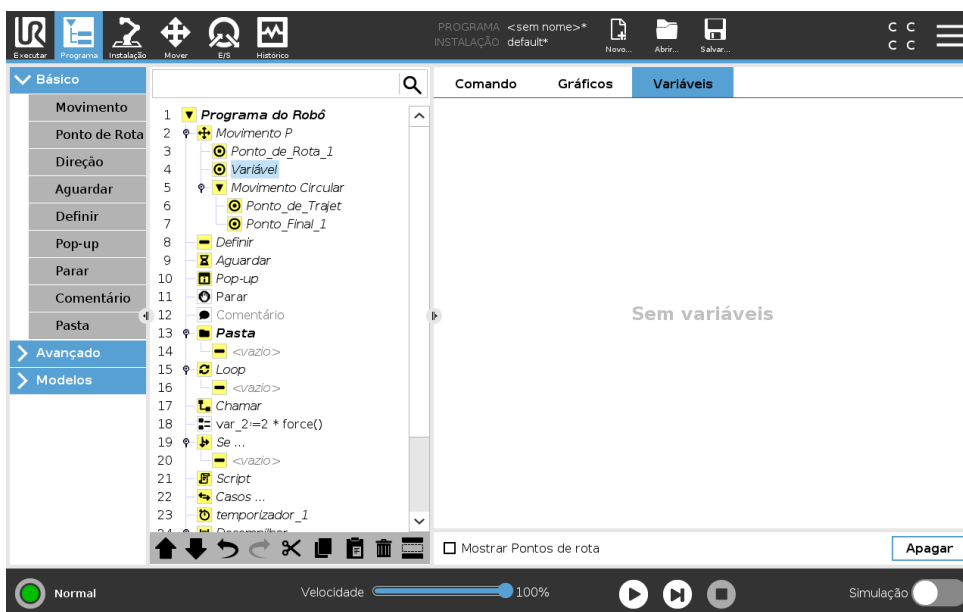 UR
PROGRAMA <sem nome>*
INSTALAÇÃO default*
Executar Programa Instalação Mover E/S Histórico Novo... Abrir... Salvar...
C C
C C
Básico
Movimento
Ponto de Rota
Direção
Aguardar
Definir
Pop-up
Parar
Comentário
Pasta
Avançado
Modelos
1 Programa do Robô
2 Movimento P
3 Ponto_de_Rota_1
4 Variável
5 Movimento Circular
6 Ponto_de_Trajet
7 Ponto_Final_1
8 Definir
9 Aguardar
10 Pop-up
11 Parar
12 Comentário
13 Pasta
14 <vazio>
15 Loop
16 <vazio>
17 Chamar
18 var_2:=2 * force()
19 Se ...
20 <vazio>
21 Script
22 Casos ...
23 temporizador_1
24 Desempilhar
Comando Gráficos Variáveis
Sem variáveis
Mostrar Pontos de rota
Apagar
Normal
Velocidade 100%
Simulação